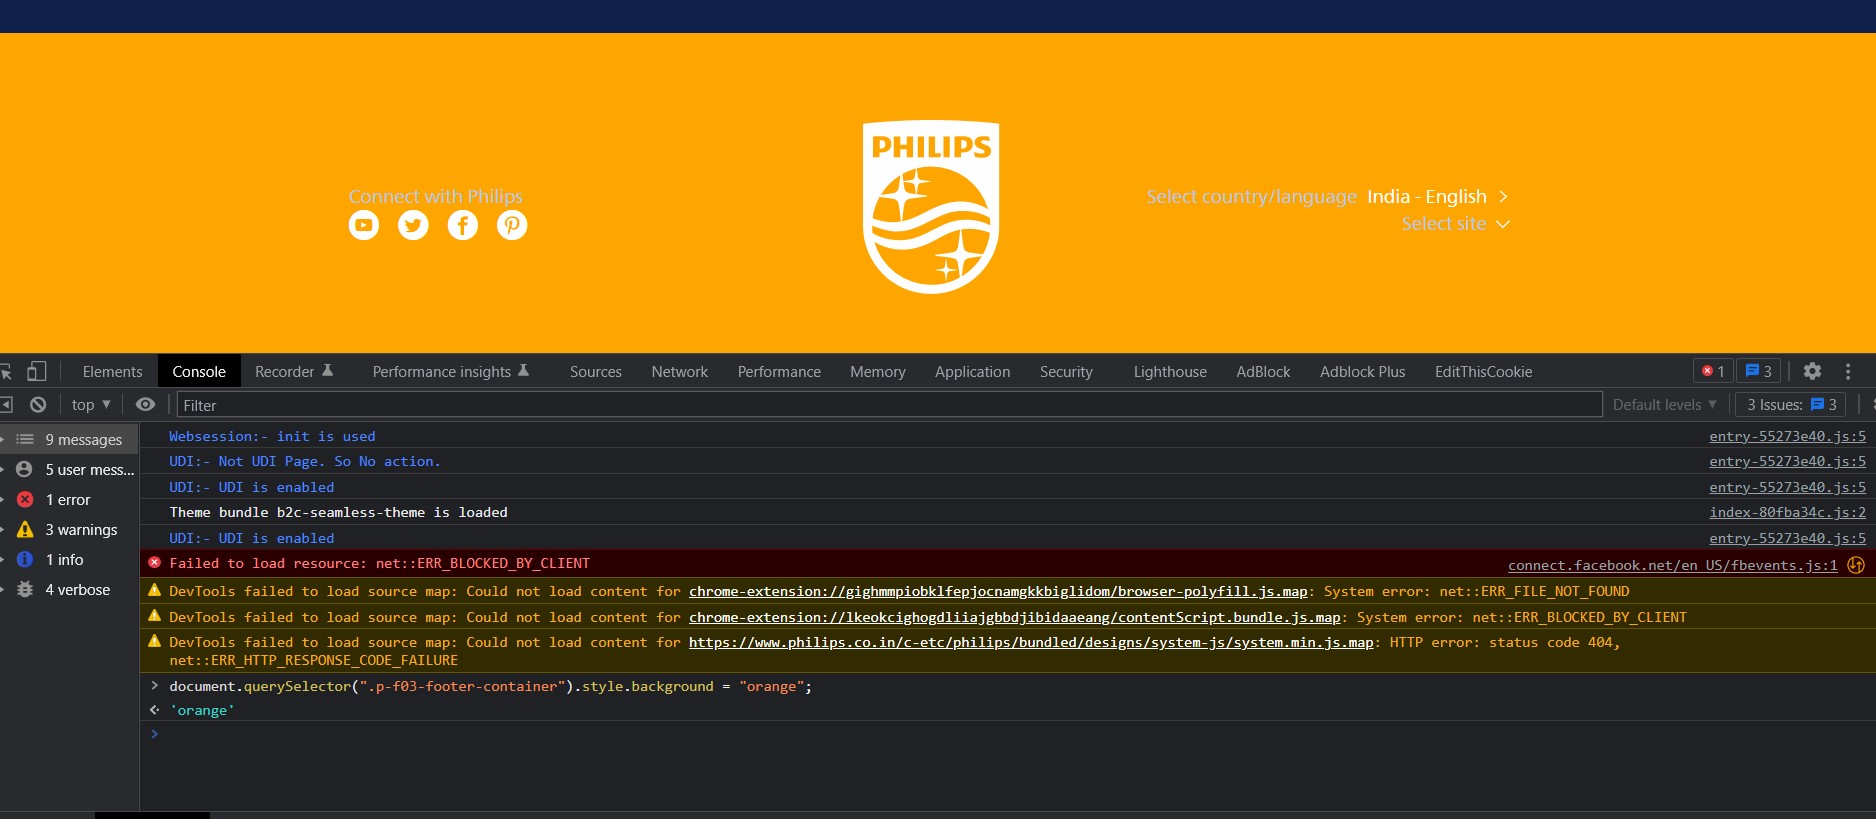 PHILIPS
Connect with Philips
Select country/language India - English
Select site
Elements Console Recorder Performance insights Sources Network Performance Memory Application Security Lighthouse AdBlock Adblock Plus EditThisCookie 1 3
top Filter Default levels 3 Issues: 3
9 messages
5 user mess...
1 error
3 warnings
1 info
4 verbose
Websession:- init is used entry-55273e40.js:5
UDI:- Not UDI Page. So No action. entry-55273e40.js:5
UDI:- UDI is enabled entry-55273e40.js:5
Theme bundle b2c-seamless-theme is loaded index-80fba34c.js:2
UDI:- UDI is enabled entry-55273e40.js:5
Failed to load resource: net::ERR_BLOCKED_BY_CLIENT connect.facebook.net/en_US/fbevents.js:1
DevTools failed to load source map: Could not load content for chrome-extension://gighmmpiobklfepjocnamgkkbiglidom/browser-polyfill.js.map: System error: net::ERR_FILE_NOT_FOUND
DevTools failed to load source map: Could not load content for chrome-extension://lkeokcighogdliiajgbbdjibidaaeang/contentScript.bundle.js.map: System error: net::ERR_BLOCKED_BY_CLIENT
DevTools failed to load source map: Could not load content for https://www.philips.co.in/c-etc/philips/bundled/designs/system-js/system.min.js.map: HTTP error: status code 404,
net::ERR_HTTP_RESPONSE_CODE_FAILURE
document.querySelector(".p-f03-footer-container").style.background = "orange";
'orange'